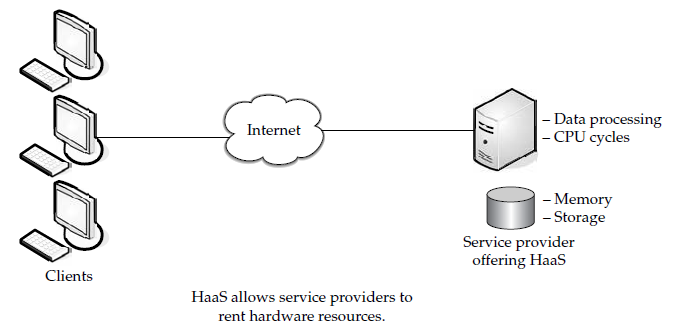 Internet
– Data processing
– CPU cycles
– Memory
– Storage
Service provider
offering HaaS
Clients
HaaS allows service providers to
rent hardware resources.